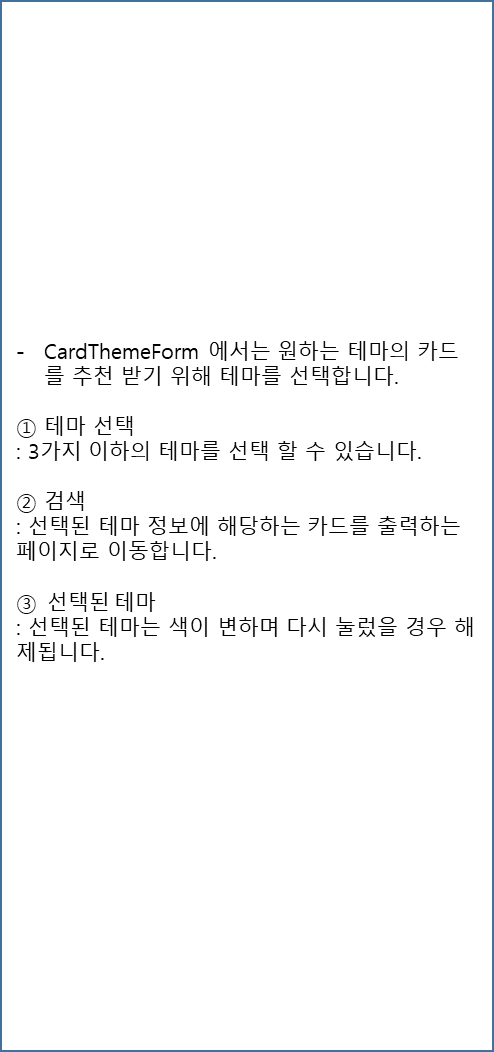 - CardThemeForm 에서는 원하는 테마의 카드
를 추천 받기 위해 테마를 선택합니다.
① 테마 선택
: 3가지 이하의 테마를 선택 할 수 있습니다.
② 검색
: 선택된 테마 정보에 해당하는 카드를 출력하는
페이지로 이동합니다.
③ 선택된 테마
: 선택된 테마는 색이 변하며 다시 눌렀을 경우 해
제됩니다.